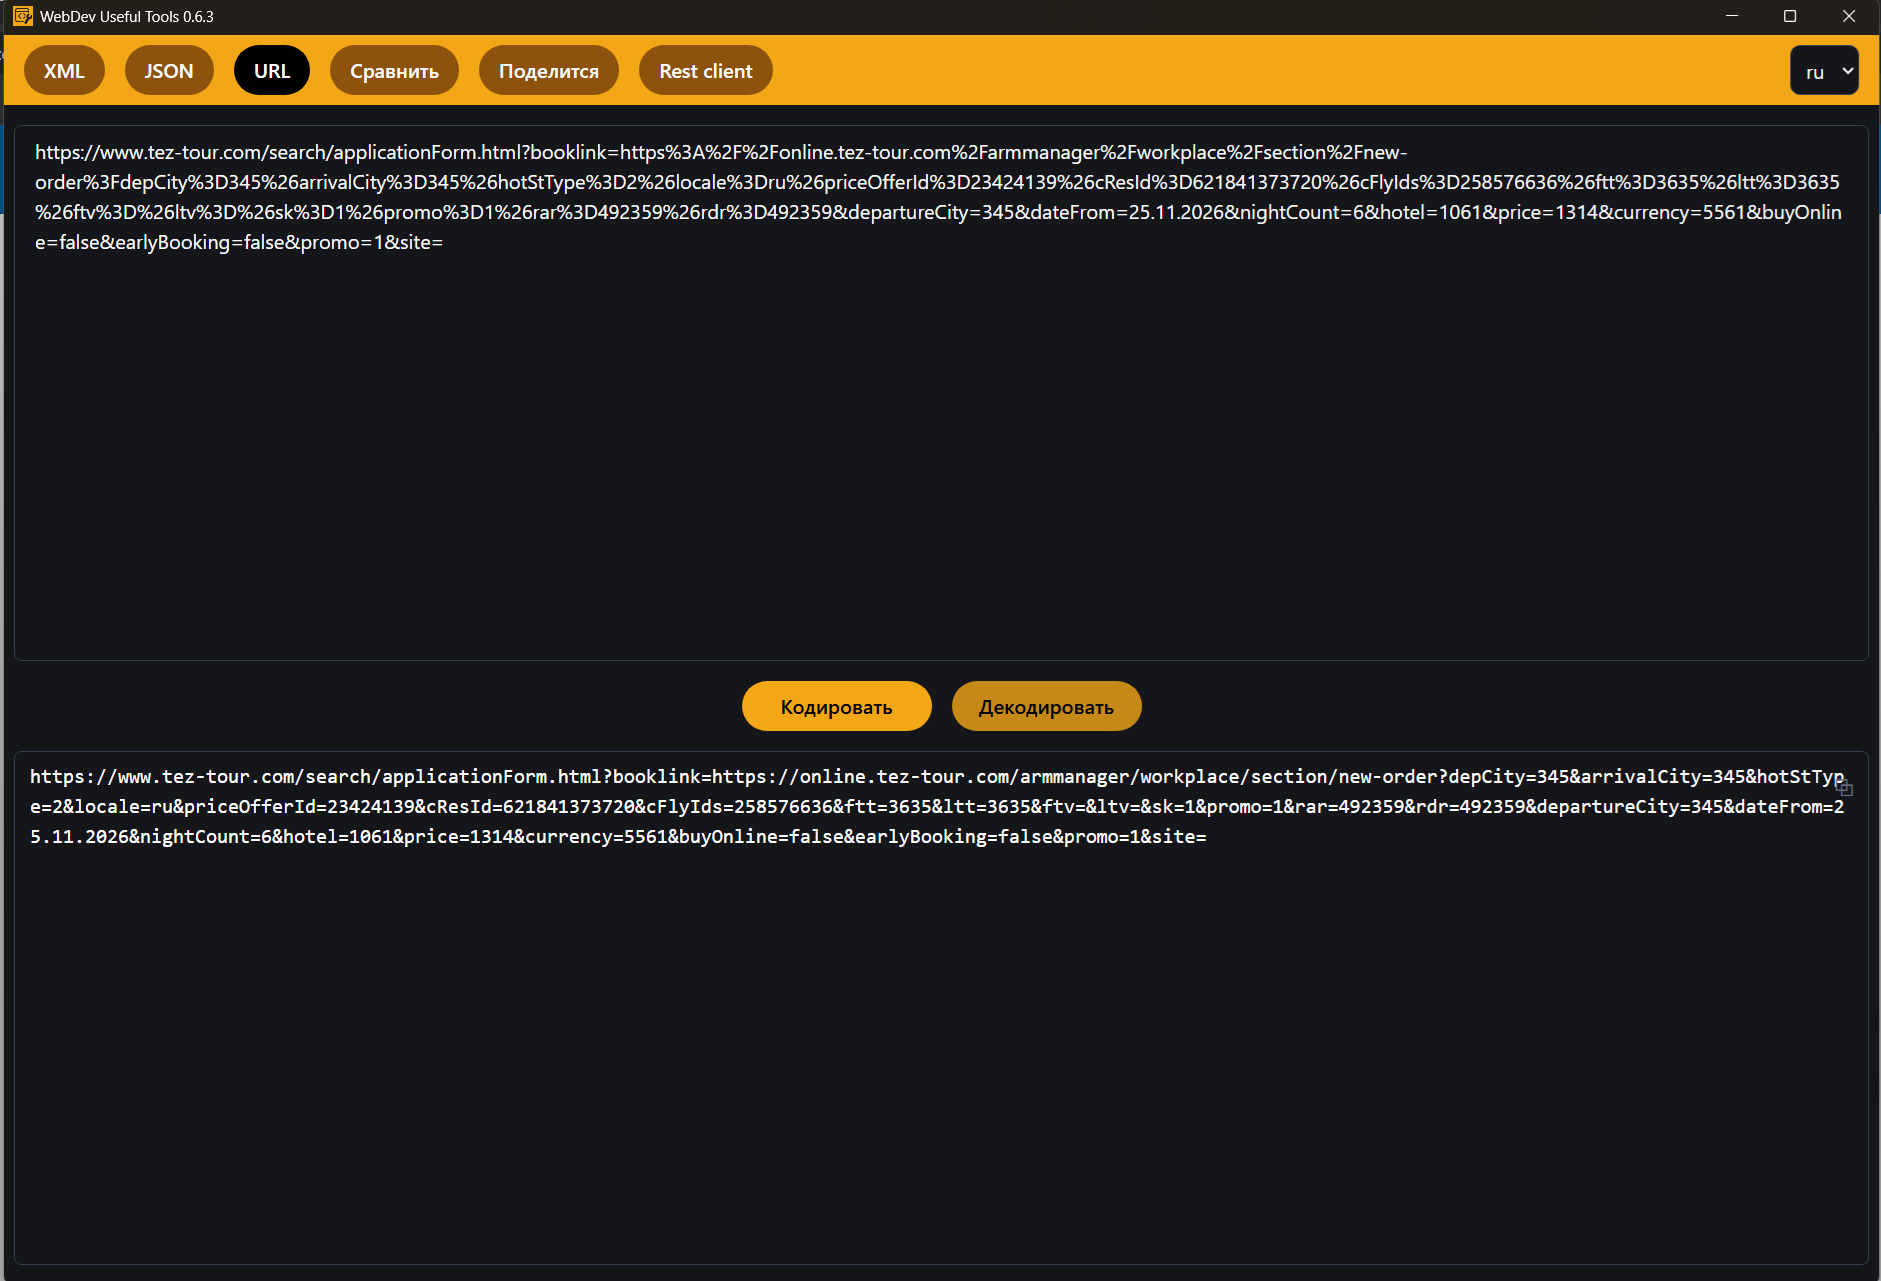 WebDev Useful Tools 0.6.3
XML JSON URL Сравнить Поделится Rest client ru
https://www.tez-tour.com/search/applicationForm.html?booklink=https%3A%2F%2Fonline.tez-tour.com%2Farmmanager%2Fworkplace%2Fsection%2Fnew-
order%3FdepCity%3D345%26arrivalCity%3D345%26hotStType%3D2%26locale%3Dru%26priceOfferId%3D23424139%26cResId%3D621841373720%26cFlyIds%3D258576636%26ftt%3D3635%26ltt%3D3635
%26ftv%3D%26ltv%3D%26sk%3D1%26promo%3D1%26rar%3D492359%26rdr%3D492359&departureCity=345&dateFrom=25.11.2026&nightCount=6&hotel=1061&price=1314&currency=5561&buyOnlin
e=false&earlyBooking=false&promo=1&site=
Кодировать Декодировать
https://www.tez-tour.com/search/applicationForm.html?booklink=https://online.tez-tour.com/armmanager/workplace/section/new-order?depCity=345&arrivalCity=345&hotStTyp
e=2&locale=ru&priceOfferId=23424139&cResId=621841373720&cFlyIds=258576636&ftt=3635&ltt=3635&ftv=&ltv=&sk=1&promo=1&rar=492359&rdr=492359&departureCity=345&dateFrom=2
5.11.2026&nightCount=6&hotel=1061&price=1314&currency=5561&buyOnline=false&earlyBooking=false&promo=1&site=